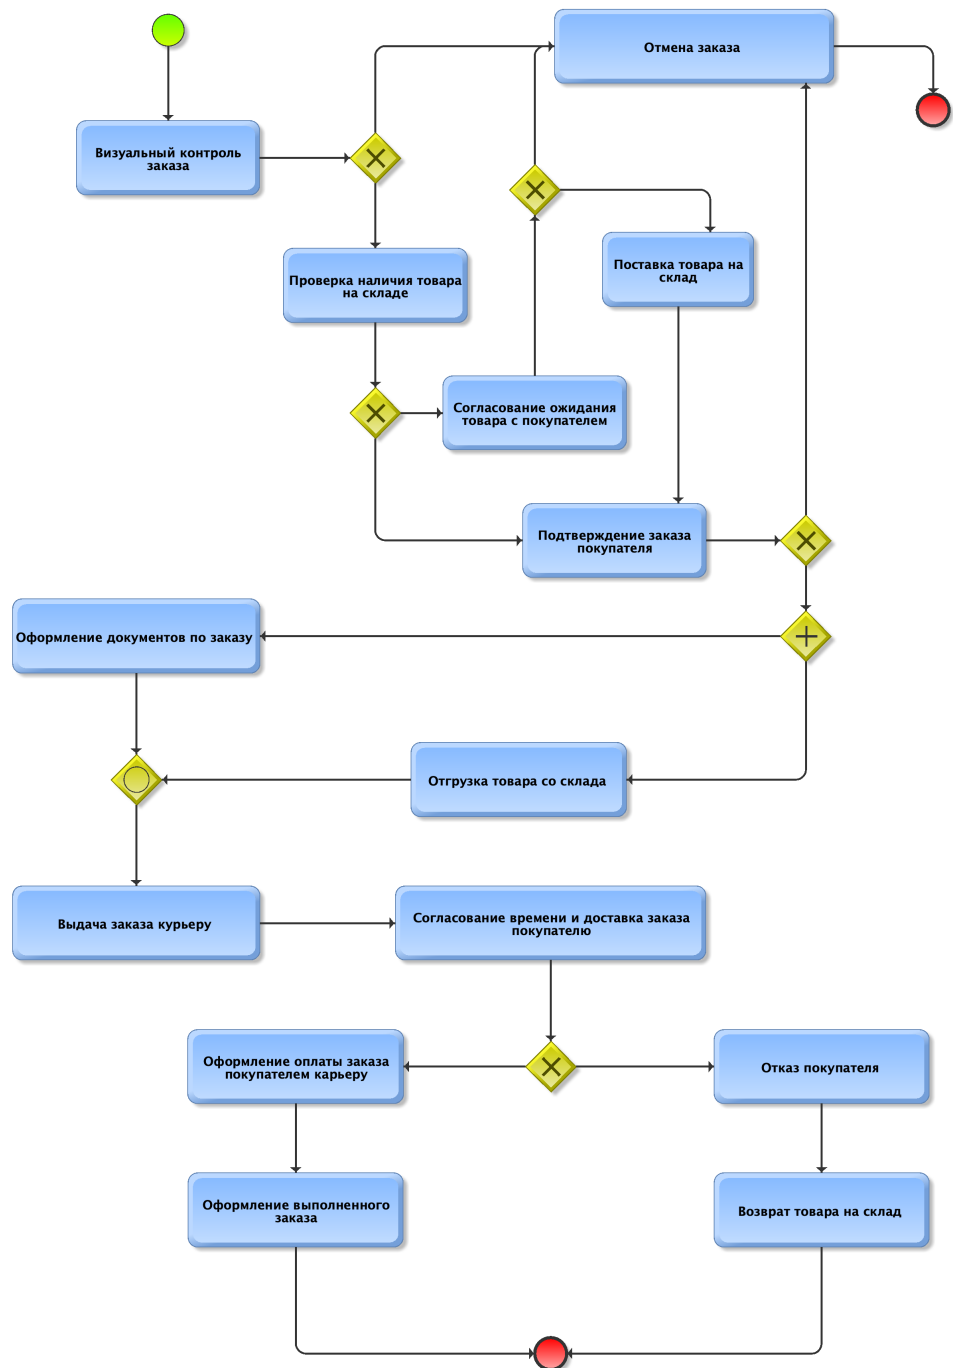 Отмена заказа
Визуальный контроль
заказа
Проверка наличия товара
на складе
Поставка товара на
склад
Согласование ожидания
товара с покупателем
Подтверждение заказа
покупателя
Оформление документов по заказу
Отгрузка товара со склада
Выдача заказа курьеру
Согласование времени и доставка заказа
покупателю
Оформление оплаты заказа
покупателем карьеру
Отказ покупателя
Оформление выполненного
заказа
Возврат товара на склад